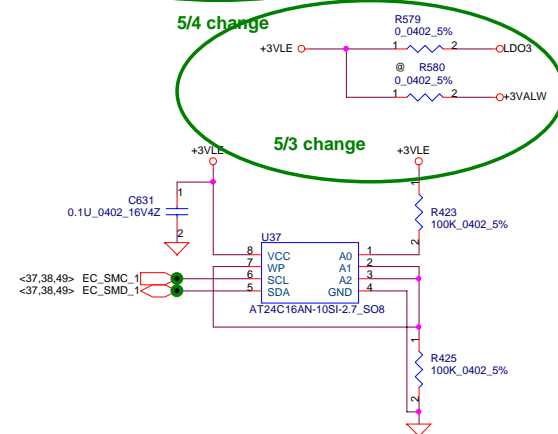 5/4 change
R579
0_0402_5%
+3VLE
1
2
LDO3
@ R580
0_0402_5%
1
2
+3VALW
5/3 change
+3VLE
+3VLE
C631
0.1U_0402_16V4Z
1
2
1
R423
100K_0402_5%
2
U37
8 VCC A0 1
7 WP A1 2
<37,38,49> EC_SMC_1 6 SCL A2 3
<37,38,49> EC_SMD_1 5 SDA GND 4
AT24C16AN-10SI-2.7_SO8
1
R425
100K_0402_5%
2